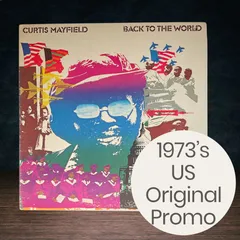 CURTIS MAYFIELD BACK TO THE WORLD
1973's
US
Original
Promo